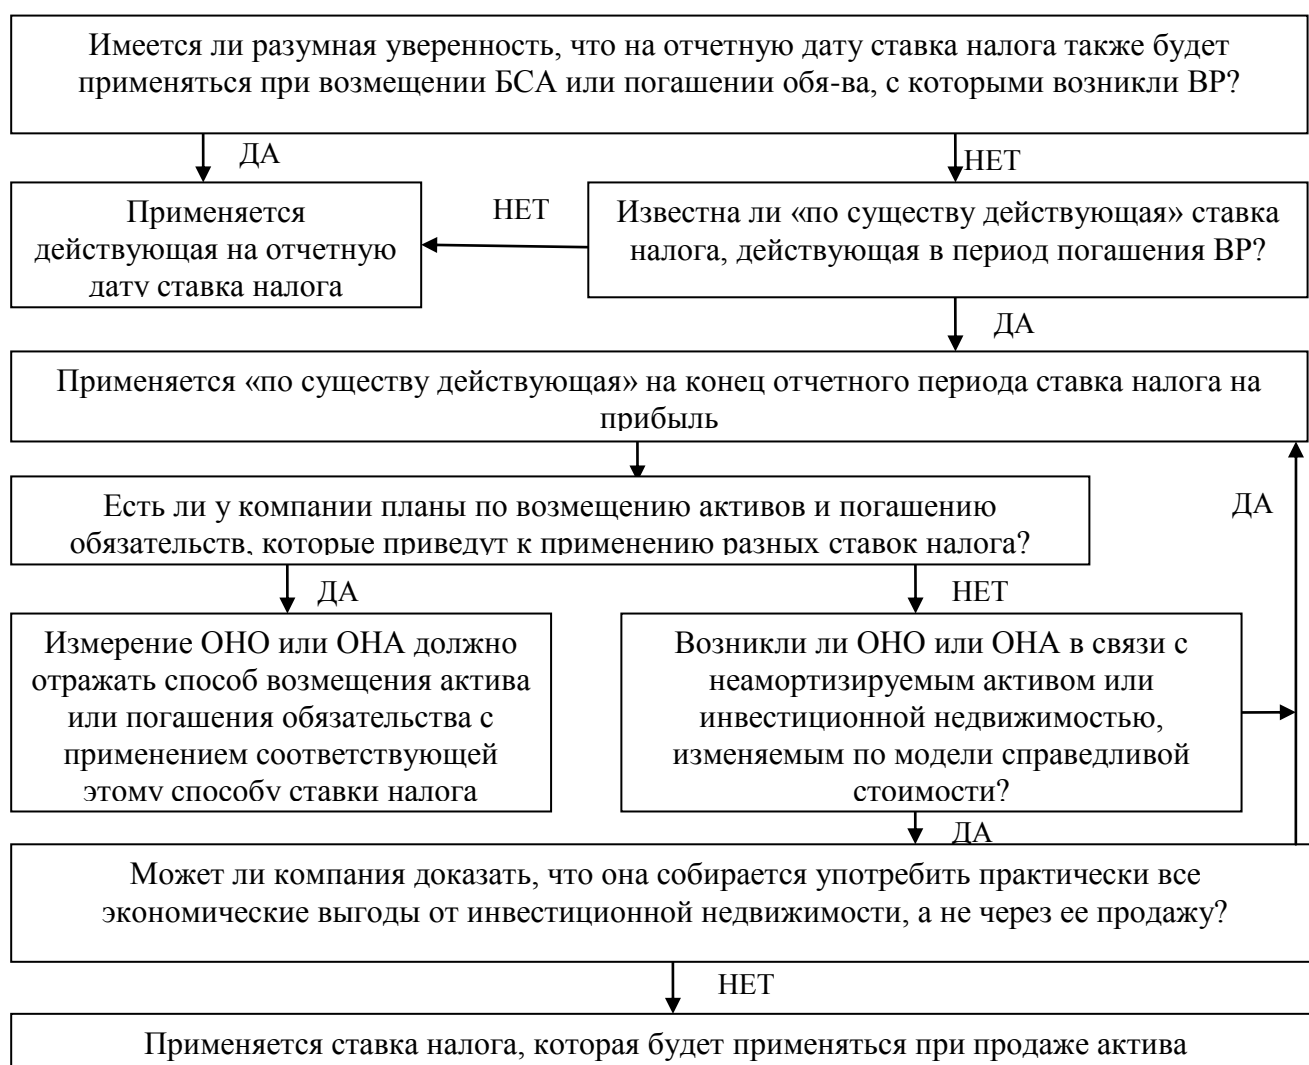 Имеется ли разумная уверенность, что на отчетную дату ставка налога также будет
применяться при возмещении БСА или погашении обя-ва, с которыми возникли ВР?
ДА
НЕТ
Применяется
действующая на отчетную
дату ставка налога
НЕТ
Известна ли «по существу действующая» ставка
налога, действующая в период погашения ВР?
ДА
Применяется «по существу действующая» на конец отчетного периода ставка налога на
прибыль
Есть ли у компании планы по возмещению активов и погашению
обязательств, которые приведут к применению разных ставок налога?
ДА
ДА
НЕТ
Измерение ОНО или ОНА должно
отражать способ возмещения актива
или погашения обязательства с
применением соответствующей
этому способу ставки налога
Возникли ли ОНО или ОНА в связи с
неамортизируемым активом или
инвестиционной недвижимостью,
изменяемым по модели справедливой
стоимости?
ДА
Может ли компания доказать, что она собирается употребить практически все
экономические выгоды от инвестиционной недвижимости, а не через ее продажу?
НЕТ
Применяется ставка налога, которая будет применяться при продаже актива